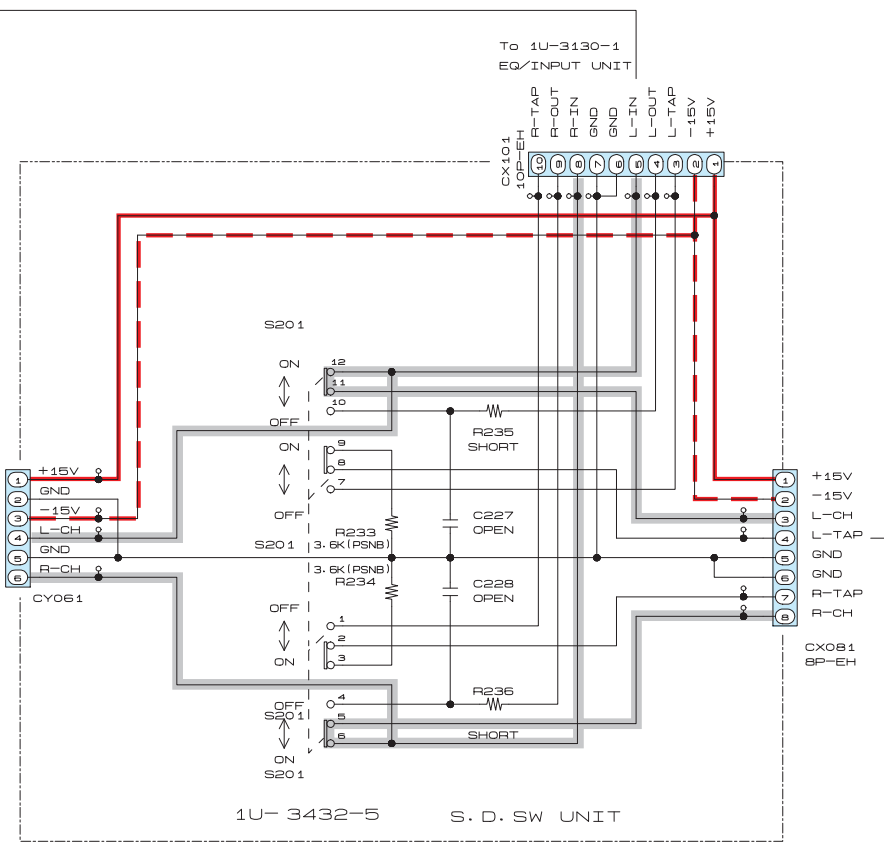 To 1U-3130-1
EQ/INPUT UNIT
R-TAP
R-OUT
R-IN
GND
GND
L-IN
L-OUT
L-TAP
-15V
+15V
CX101
10P-EH
10
9
8
7
6
5
4
3
2
1
S201
ON
OFF
12
11
10
R235
SHORT
ON
OFF
9
8
7
1
+15V
2
GND
3
-15V
4
L-CH
5
GND
6
R-CH
CY061
R233
3.6K(PSNB)
S201
3.6K(PSNB)
R234
C227
OPEN
C228
OPEN
1
+15V
2
-15V
3
L-CH
4
L-TAP
5
GND
6
GND
7
R-TAP
8
R-CH
CX081
8P-EH
OFF
ON
1
2
3
OFF
S201
ON
S201
4
5
6
R236
SHORT
1U-3432-5 S.D.SW UNIT